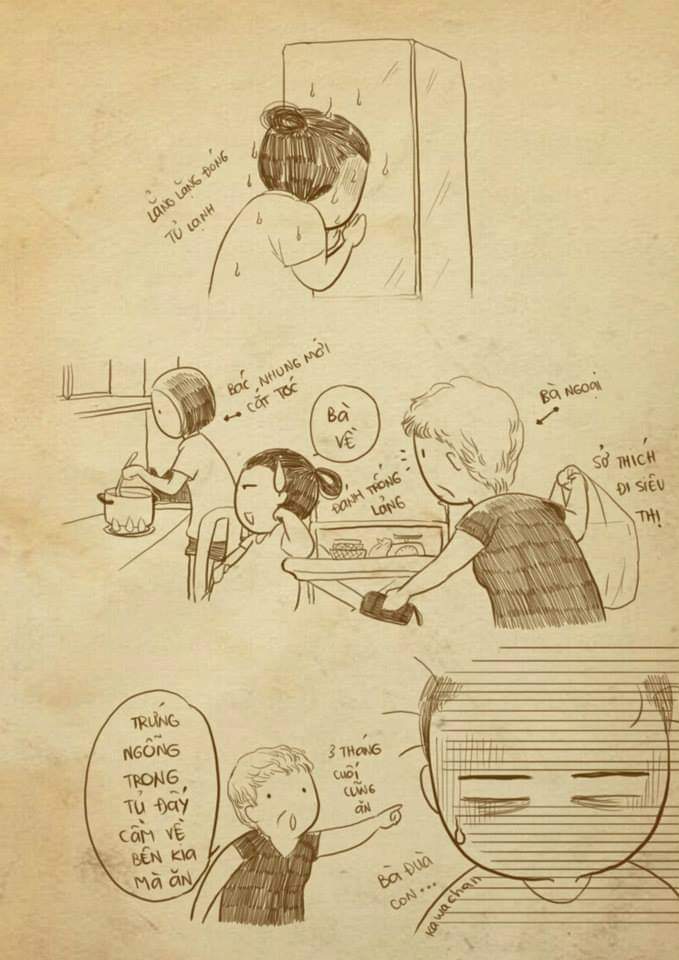 LẲNG LẶNG ĐÓNG
TỦ LẠNH
BÁC NHUNG MỚI
CẮT TÓC
BÀ
VỀ
BÀ NGOẠI
ĐÁNH TRỐNG
LẢNG
SỞ THÍCH
ĐI SIÊU
THỊ
TRỨNG
NGỖNG
TRONG
TỦ ĐẤY
CẦM VỀ
BÊN KIA
MÀ ĂN
3 THÁNG
CUỐI
CŨNG
ĂN
BÀ ĐÙA
CON...
kawachan